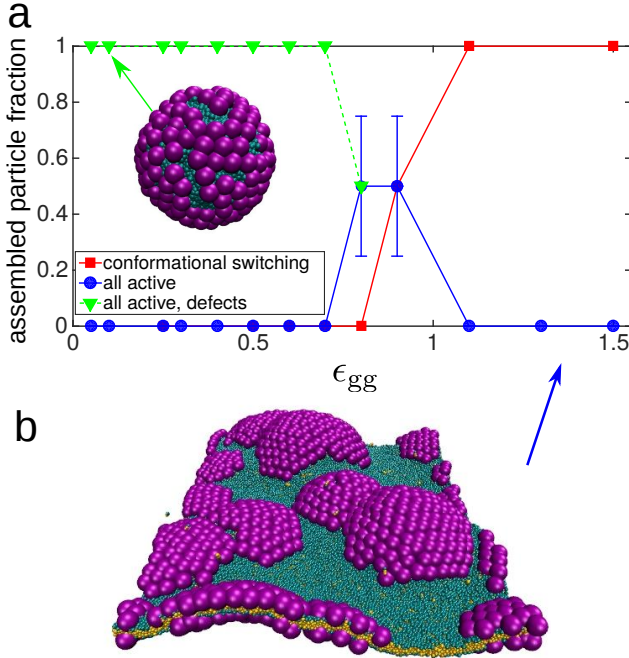 a
assembled particle fraction
1
0.8
0.6
0.4
0.2
0
conformational switching
all active
all active, defects
0
0.5
1
1.5
ϵgg
b